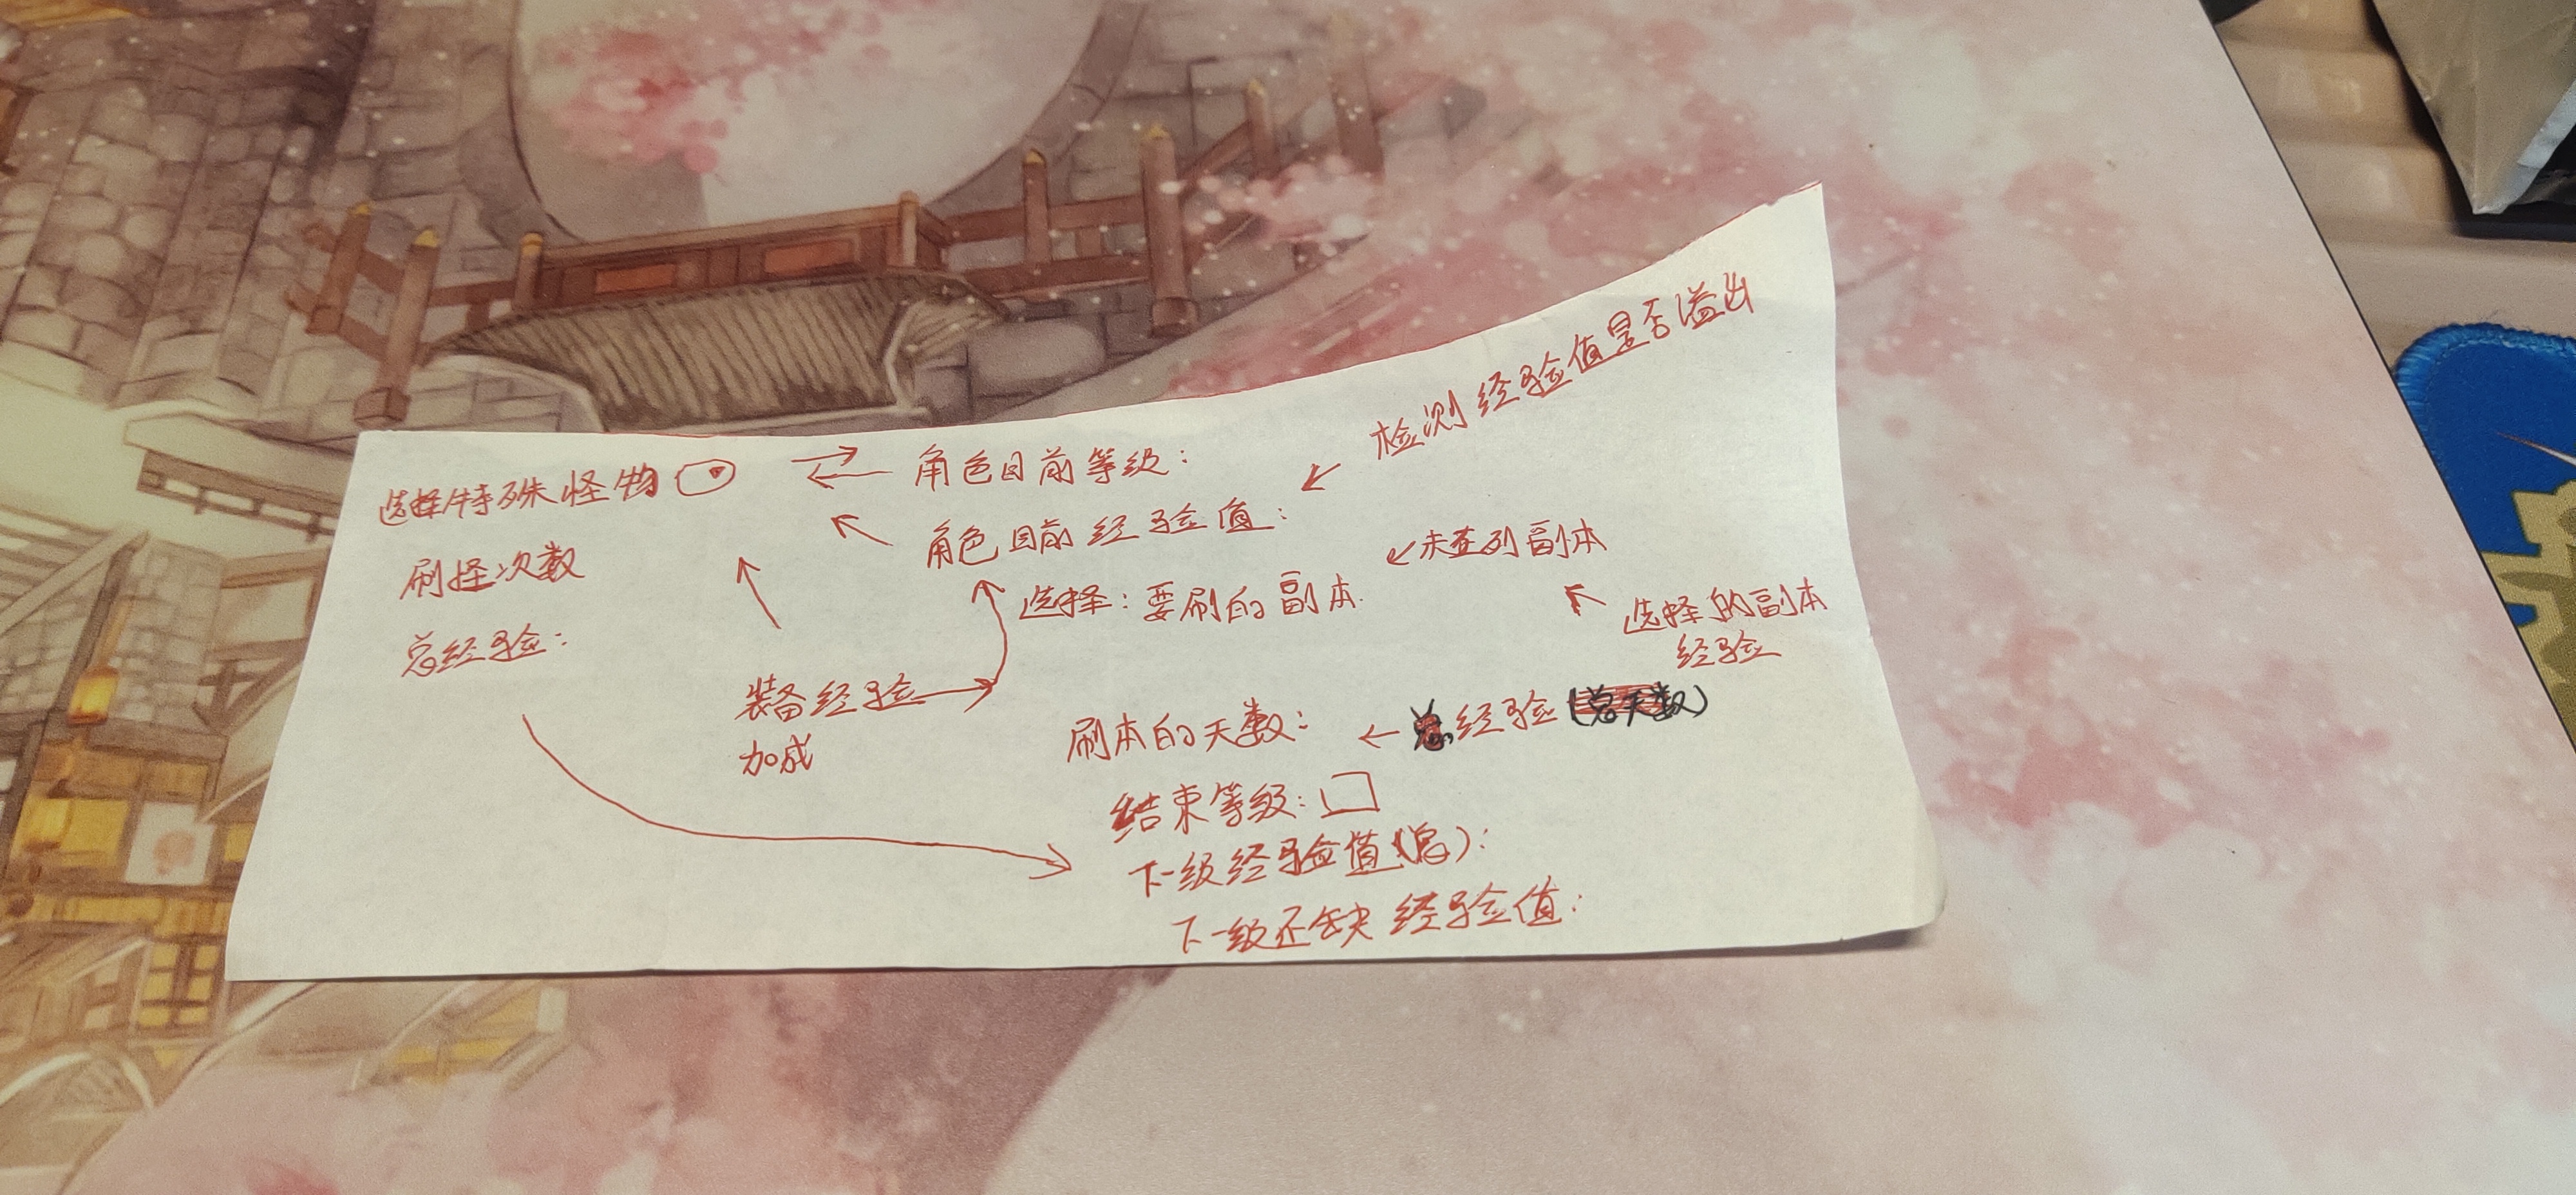 选择特殊怪物
刷怪次数
总经验:
装备经验
加成
角色目前等级:
角色目前经验值:
选择:要刷的副本.
刷本的天数:
结束等级:
下一级经验值(总):
下一级还缺经验值:
检测经验值是否溢出
未查到副本
选择的副本
经验
总经验(总天数)